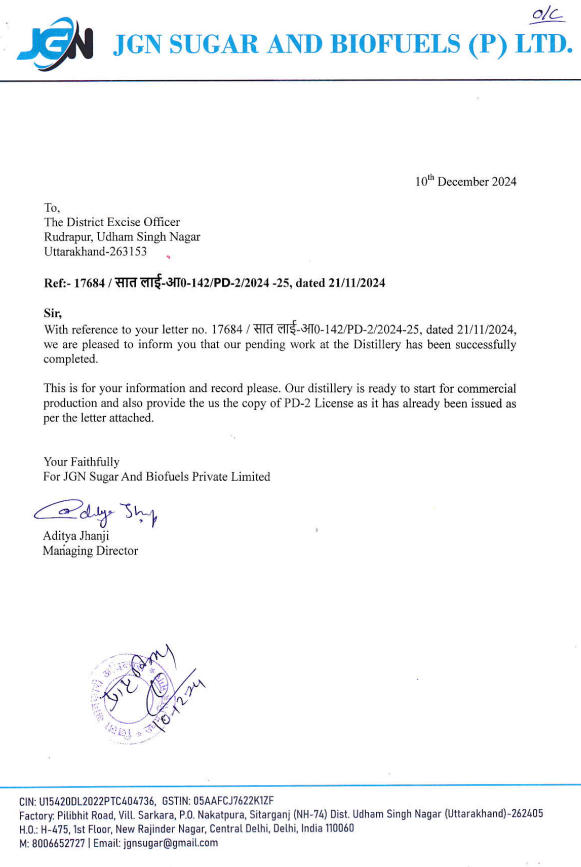 O/C
JGN
JGN SUGAR AND BIOFUELS (P) LTD.
10th December 2024
To,
The District Excise Officer
Rudrapur, Udham Singh Nagar
Uttarakhand-263153
Ref:- 17684 / सात लाई-आ0-142/PD-2/2024 -25, dated 21/11/2024
Sir,
With reference to your letter no. 17684 / सात लाई-आ0-142/PD-2/2024-25, dated 21/11/2024,
we are pleased to inform you that our pending work at the Distillery has been successfully
completed.
This is for your information and record please. Our distillery is ready to start for commercial
production and also provide the us the copy of PD-2 License as it has already been issued as
per the letter attached.
Your Faithfully
For JGN Sugar And Biofuels Private Limited
Aditya Jhanji
Managing Director
10-12-24
CIN: U15420DL2022PTC404736, GSTIN: 05AAFCJ7622K1ZF
Factory: Pilibhit Road, Vill. Sarkara, P.O. Nakatpura, Sitarganj (NH-74) Dist. Udham Singh Nagar (Uttarakhand)-262405
H.O.: H-475, 1st Floor, New Rajinder Nagar, Central Delhi, Delhi, India 110060
M: 8006652727 | Email: jgnsugar@gmail.com